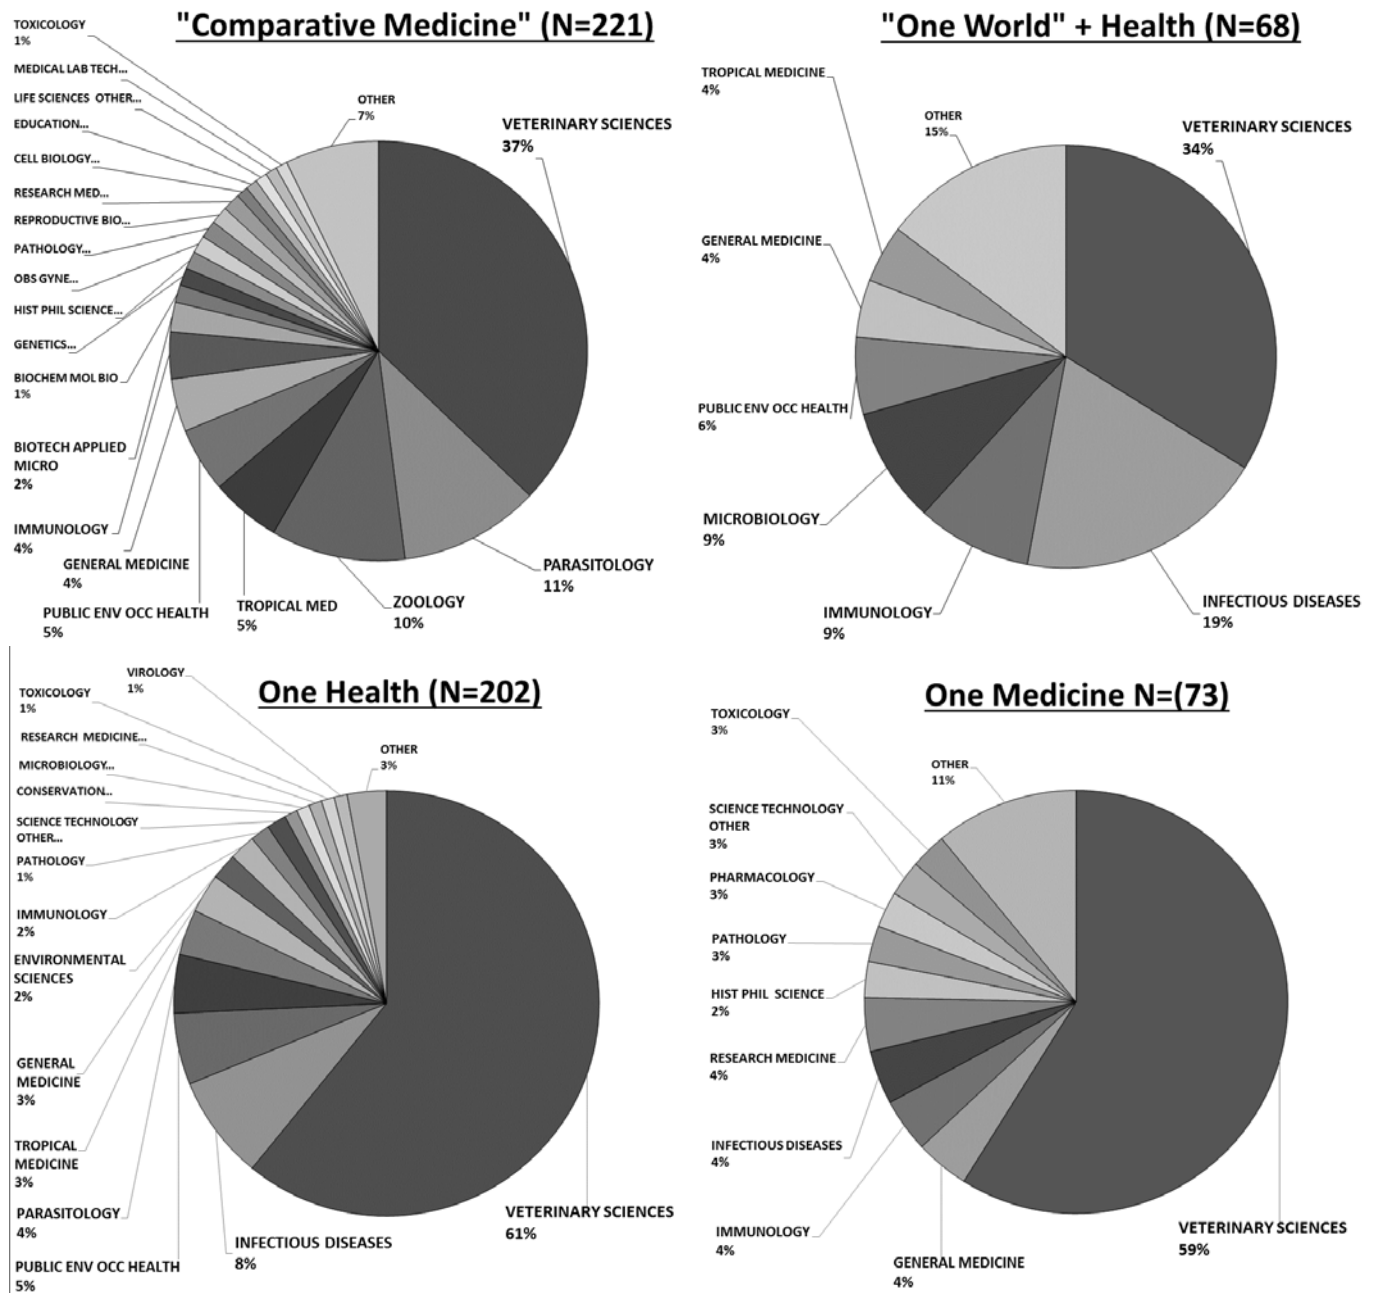 "Comparative Medicine" (N=221)
TOXICOLOGY
1%
MEDICAL LAB TECH...
LIFE SCIENCES OTHER...
EDUCATION...
CELL BIOLOGY...
RESEARCH MED...
REPRODUCTIVE BIO...
PATHOLOGY...
OBS GYNE...
HIST PHIL SCIENCE...
GENETICS...
BIOCHEM MOL BIO
1%
BIOTECH APPLIED
MICRO
2%
IMMUNOLOGY
4%
GENERAL MEDICINE
4%
PUBLIC ENV OCC HEALTH
5%
TROPICAL MED
5%
ZOOLOGY
10%
PARASITOLOGY
11%
VETERINARY SCIENCES
37%
OTHER
7%
"One World" + Health (N=68)
TROPICAL MEDICINE
4%
OTHER
15%
VETERINARY SCIENCES
34%
GENERAL MEDICINE
4%
PUBLIC ENV OCC HEALTH
6%
MICROBIOLOGY
9%
IMMUNOLOGY
9%
INFECTIOUS DISEASES
19%
One Health (N=202)
VIROLOGY
1%
TOXICOLOGY
1%
RESEARCH MEDICINE...
MICROBIOLOGY...
CONSERVATION...
SCIENCE TECHNOLOGY
OTHER...
PATHOLOGY
1%
IMMUNOLOGY
2%
ENVIRONMENTAL
SCIENCES
2%
GENERAL
MEDICINE
3%
TROPICAL
MEDICINE
3%
PARASITOLOGY
4%
PUBLIC ENV OCC HEALTH
5%
INFECTIOUS DISEASES
8%
VETERINARY SCIENCES
61%
OTHER
3%
One Medicine N=(73)
TOXICOLOGY
3%
OTHER
11%
SCIENCE TECHNOLOGY
OTHER
3%
PHARMACOLOGY
3%
PATHOLOGY
3%
HIST PHIL SCIENCE
2%
RESEARCH MEDICINE
4%
INFECTIOUS DISEASES
4%
IMMUNOLOGY
4%
GENERAL MEDICINE
4%
VETERINARY SCIENCES
59%